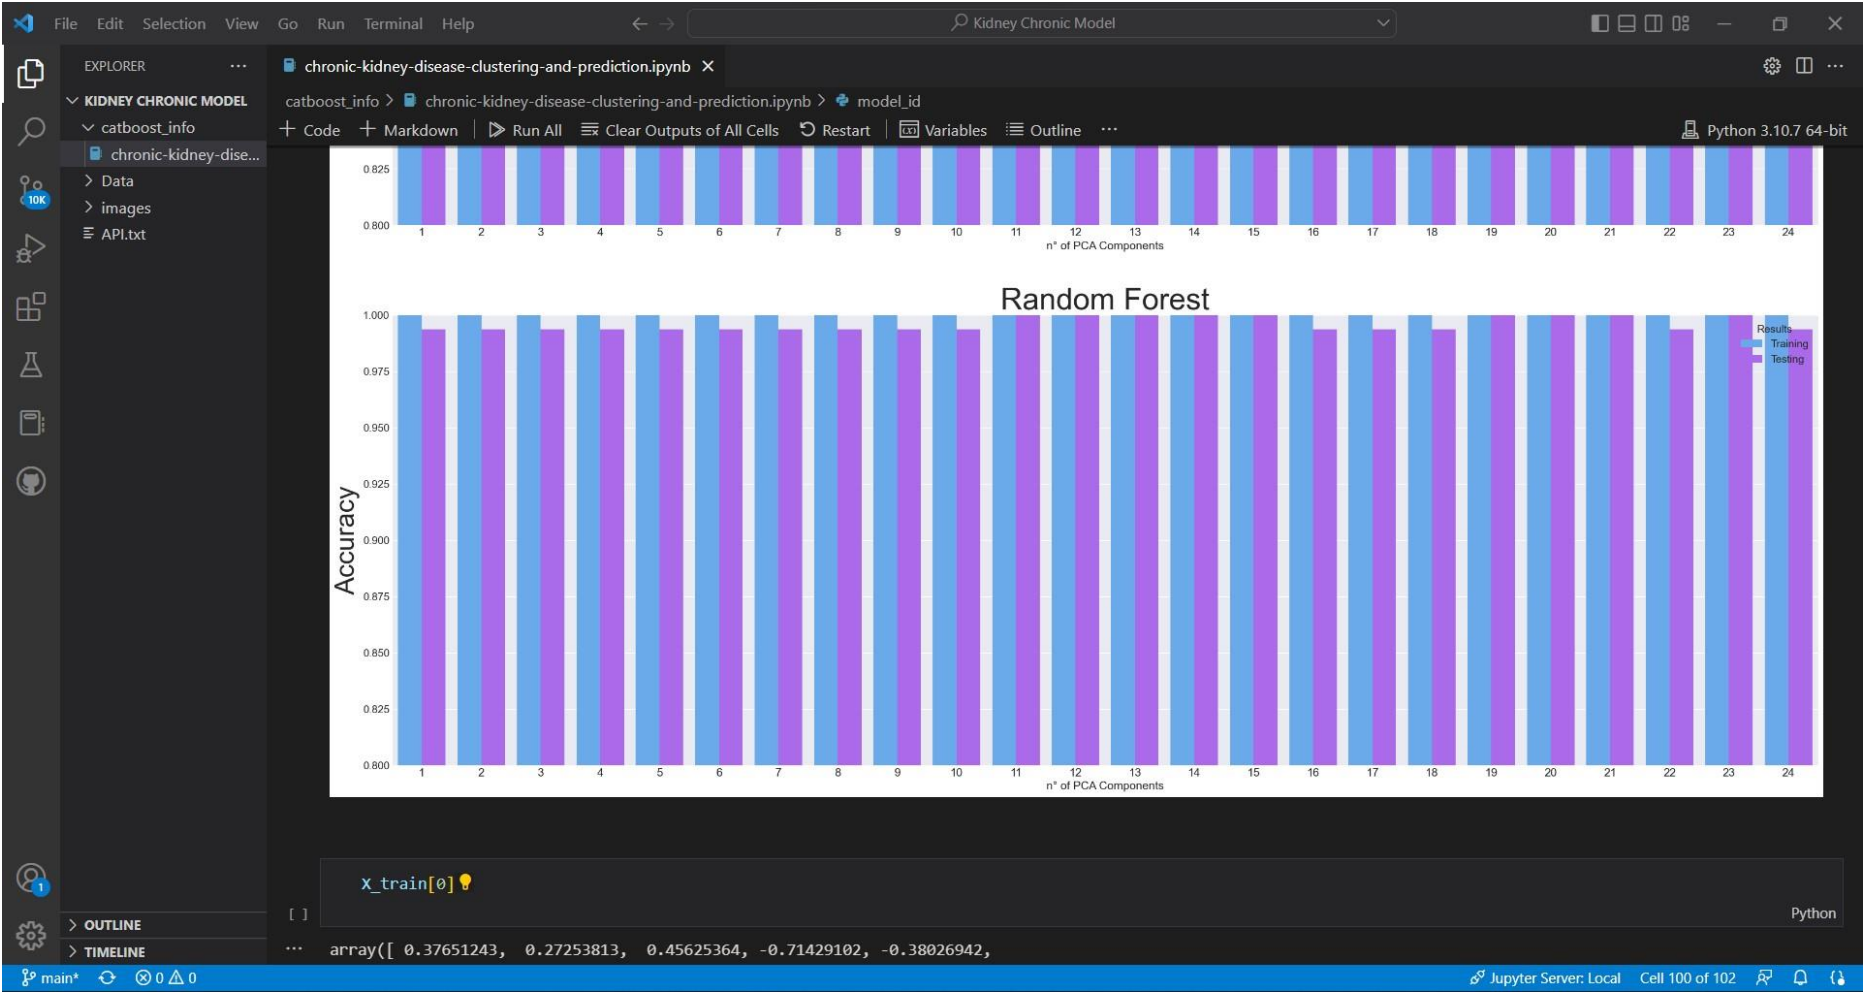 File Edit Selection View Go Run Terminal Help
Kidney Chronic Model
EXPLORER ...
KIDNEY CHRONIC MODEL
catboost_info
chronic-kidney-dise...
Data
images
API.txt
OUTLINE
TIMELINE
10K
1
chronic-kidney-disease-clustering-and-prediction.ipynb
catboost_info > chronic-kidney-disease-clustering-and-prediction.ipynb > model_id
+ Code + Markdown Run All Clear Outputs of All Cells Restart Variables Outline ... Python 3.10.7 64-bit
0.825
0.800
1 2 3 4 5 6 7 8 9 10 11 12 13 14 15 16 17 18 19 20 21 22 23 24
n° of PCA Components
Random Forest
Results
Training
Testing
Accuracy
1.000
0.975
0.950
0.925
0.900
0.875
0.850
0.825
0.800
1 2 3 4 5 6 7 8 9 10 11 12 13 14 15 16 17 18 19 20 21 22 23 24
n° of PCA Components
X_train[0]
[ ]
Python
... array([ 0.37651243, 0.27253813, 0.45625364, -0.71429102, -0.38026942,
main* 0 0 Jupyter Server: Local Cell 100 of 102